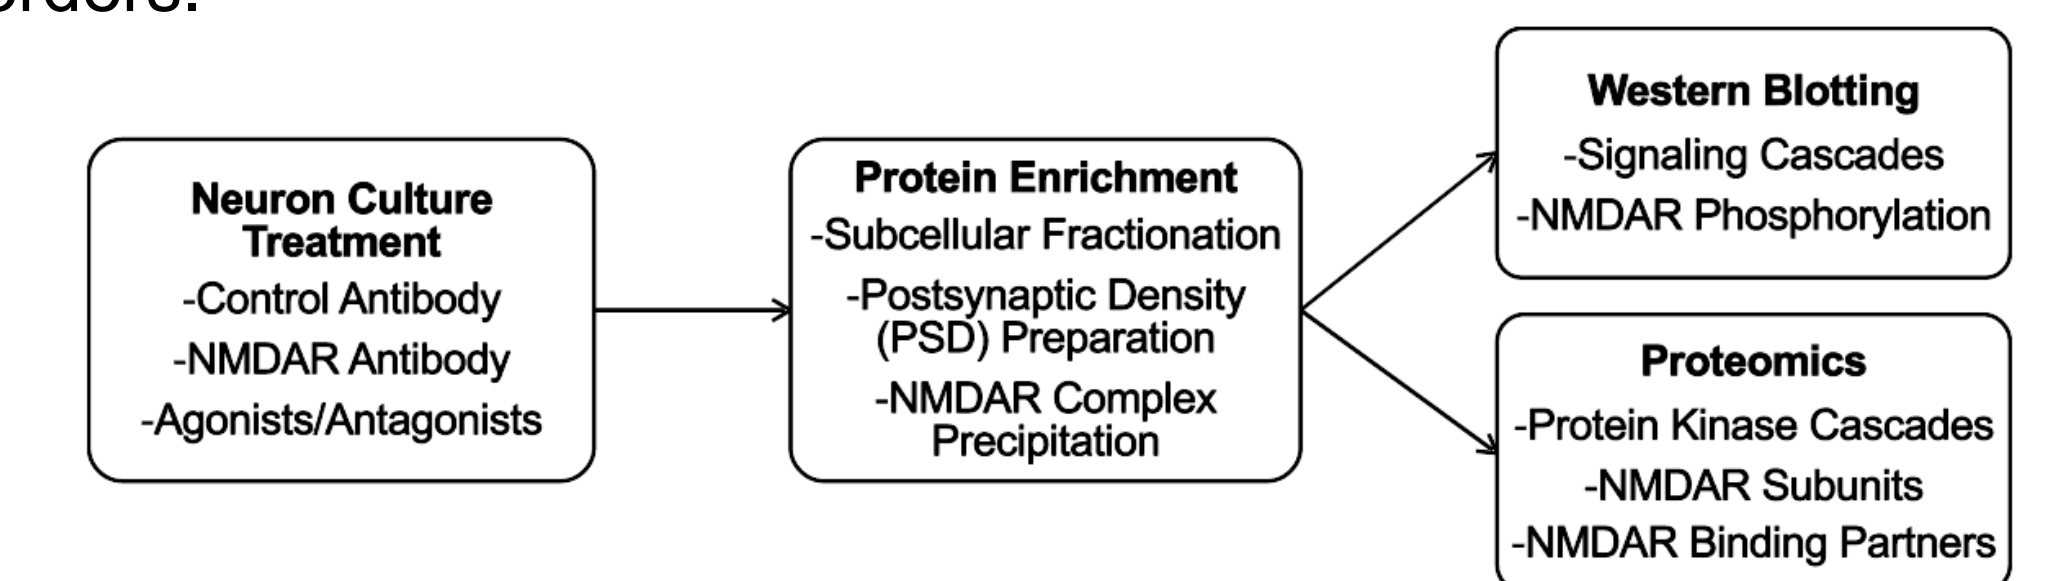 Neuron Culture
Treatment
-Control Antibody
-NMDAR Antibody
-Agonists/Antagonists
Protein Enrichment
-Subcellular Fractionation
-Postsynaptic Density
(PSD) Preparation
-NMDAR Complex
Precipitation
Western Blotting
-Signaling Cascades
-NMDAR Phosphorylation
Proteomics
-Protein Kinase Cascades
-NMDAR Subunits
-NMDAR Binding Partners